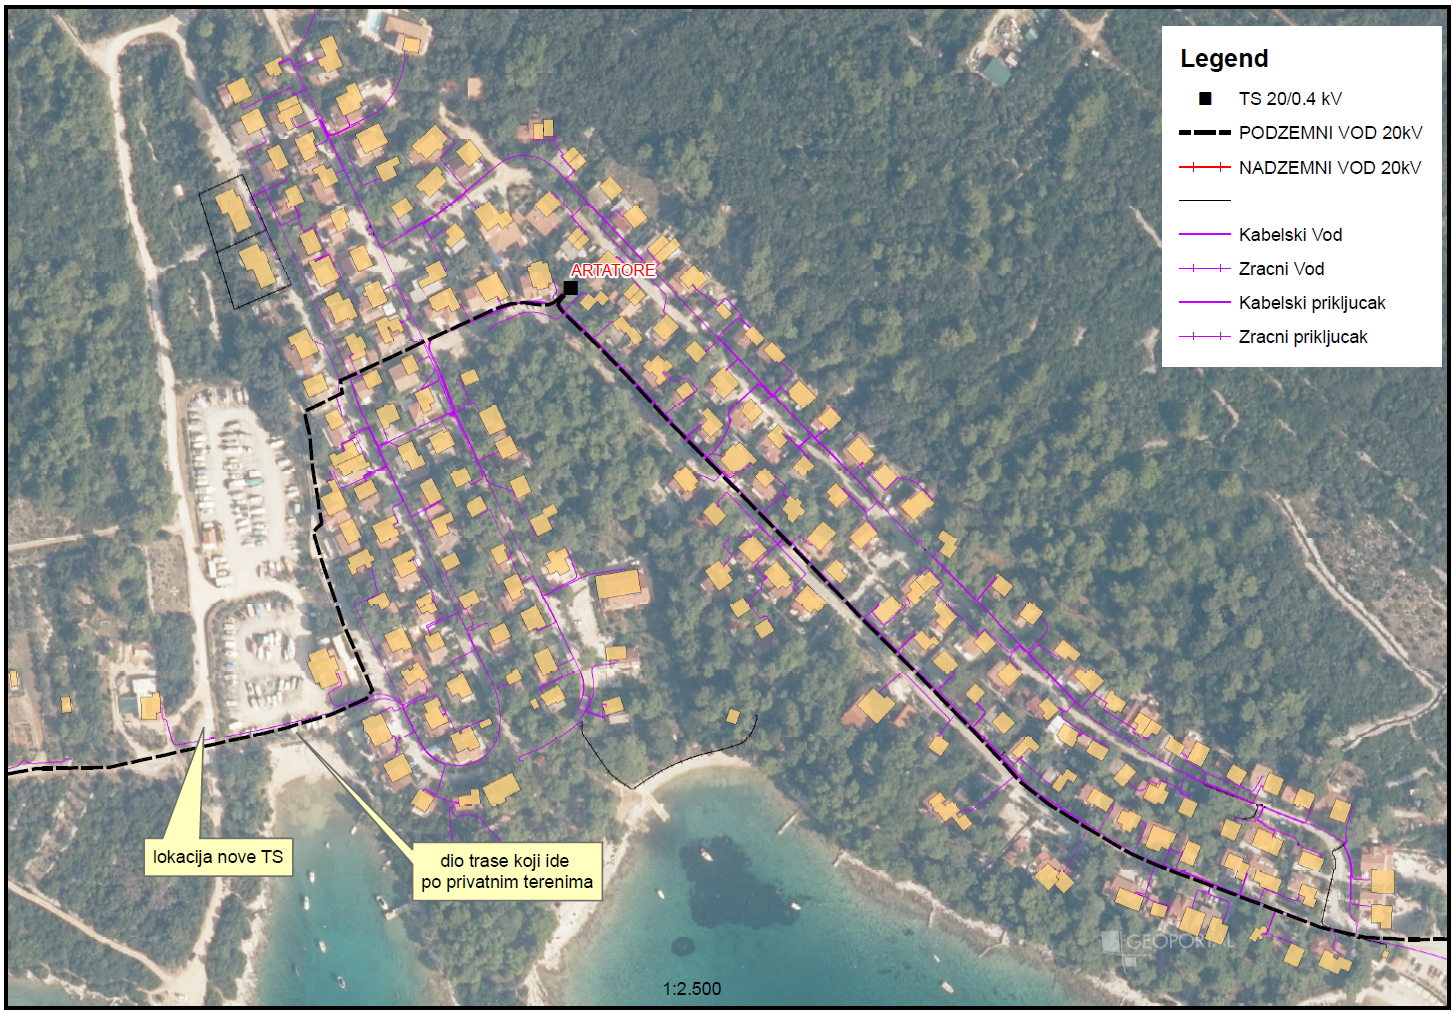 Legend
TS 20/0.4 kV
PODZEMNI VOD 20kV
NADZEMNI VOD 20kV
Kabelski Vod
Zracni Vod
Kabelski prikljucak
Zracni prikljucak
ARTATORE
lokacija nove TS
dio trase koji ide
po privatnim terenima
GEOPORTAL
1:2.500